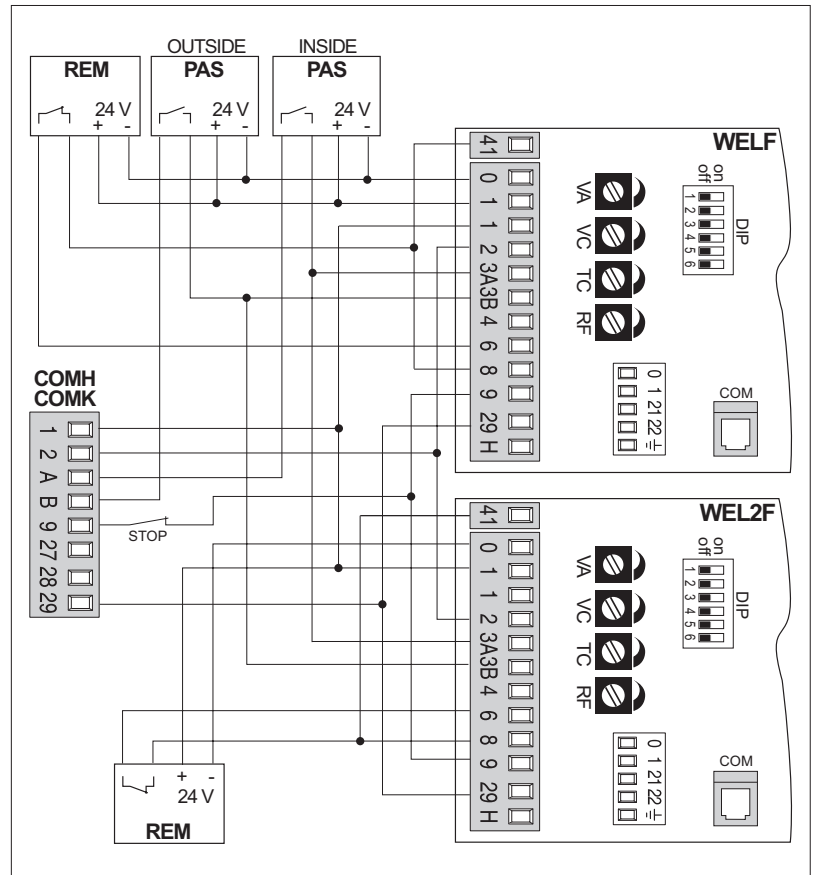 OUTSIDE INSIDE
REM PAS PAS
24 V 24 V 24 V
+ - + - + -
WELF
41
0
1
1
2
3A3B
4
6
8
9
29
H
VA
VC
TC
RF
on
off
1
2
3
4
5
6
DIP
0
1
21
22
COM
COMH
COMK
1
2
A
B
9
27
28
29
STOP
WEL2F
41
0
1
1
2
3A3B
4
6
8
9
29
H
VA
VC
TC
RF
on
off
1
2
3
4
5
6
DIP
0
1
21
22
COM
+ -
24 V
REM